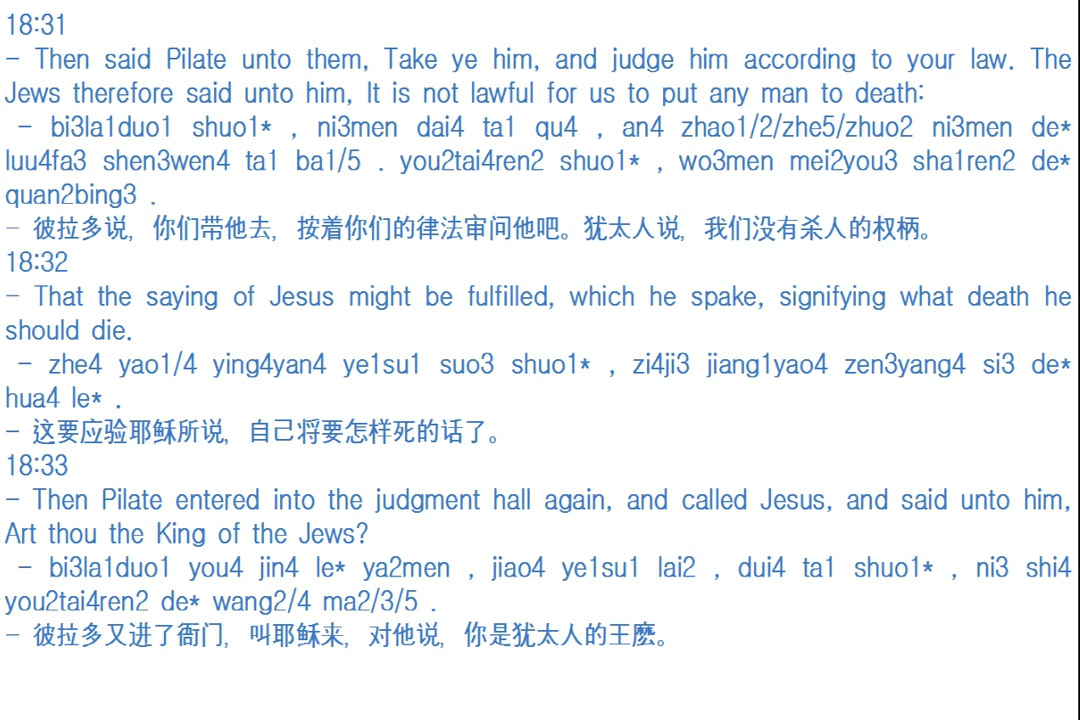 18:31
- Then said Pilate unto them, Take ye him, and judge him according to your law. The
Jews therefore said unto him, It is not lawful for us to put any man to death:
- bi3la1duo1 shuo1* , ni3men dai4 ta1 qu4 , an4 zhao1/2/zhe5/zhuo2 ni3men de*
luu4fa3 shen3wen4 ta1 ba1/5 . you2tai4ren2 shuo1* , wo3men mei2you3 sha1ren2 de*
quan2bing3 .
- 彼拉多说, 你们带他去, 按着你们的律法审问他吧。犹太人说, 我们没有杀人的权柄。
18:32
- That the saying of Jesus might be fulfilled, which he spake, signifying what death he
should die.
- zhe4 yao1/4 ying4yan4 ye1su1 suo3 shuo1* , zi4ji3 jiang1yao4 zen3yang4 si3 de*
hua4 le* .
- 这要应验耶稣所说, 自己将要怎样死的话了。
18:33
- Then Pilate entered into the judgment hall again, and called Jesus, and said unto him,
Art thou the King of the Jews?
- bi3la1duo1 you4 jin4 le* ya2men , jiao4 ye1su1 lai2 , dui4 ta1 shuo1* , ni3 shi4
you2tai4ren2 de* wang2/4 ma2/3/5 .
- 彼拉多又进了衙门, 叫耶稣来, 对他说, 你是犹太人的王麽。